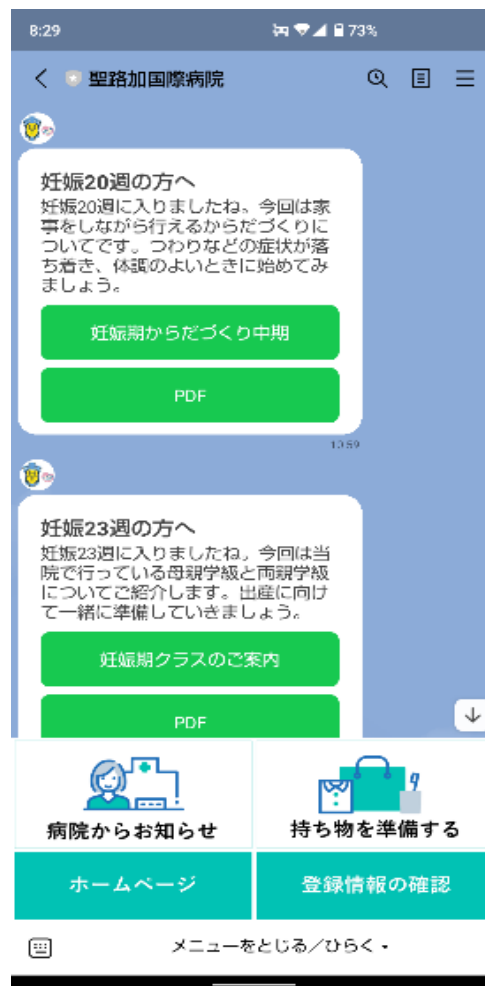 8:29
73%
聖路加国際病院
妊娠20週の方へ
妊娠20週に入りましたね。今回は家
事をしながら行えるからだづくりに
ついてです。つわりなどの症状が落
ち着き、体調のよいときに始めてみ
ましょう。
妊娠期からだづくり中期
PDF
10:59
妊娠23週の方へ
妊娠23週に入りましたね。今回は当
院で行っている母親学級と両親学級
についてご紹介します。出産に向け
て一緒に準備していきましょう。
妊娠期クラスのご案内
PDF
病院からお知らせ
持ち物を準備する
ホームページ
登録情報の確認
メニューをとじる/ひらく